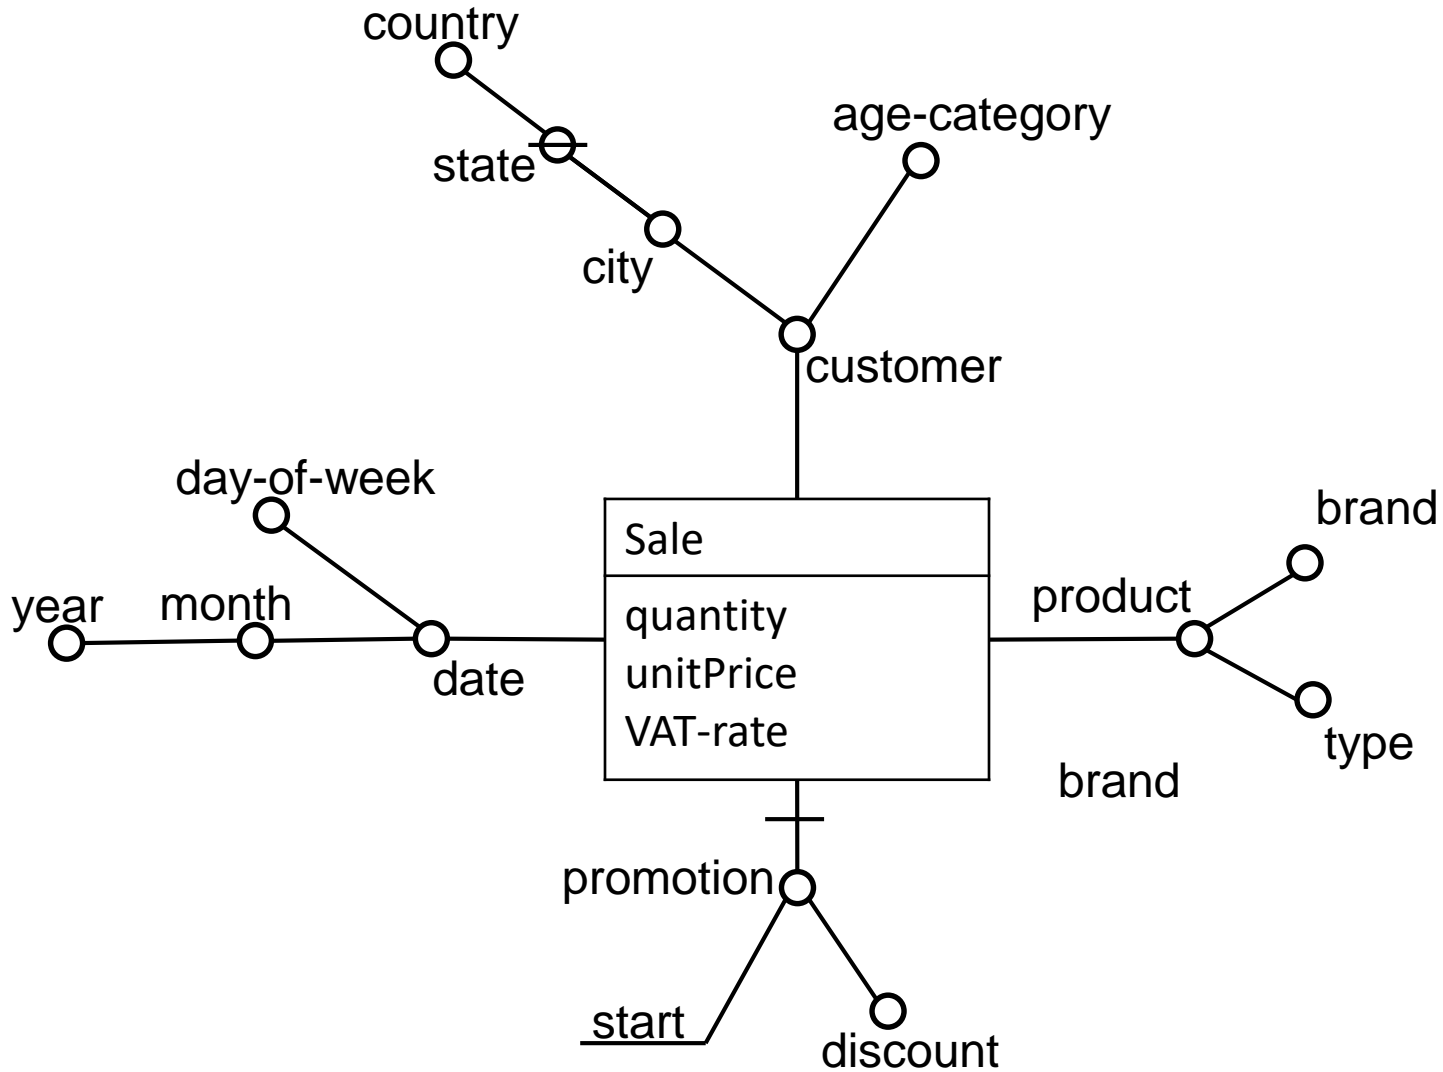 country
age-category
state
city
customer
day-of-week
brand
Sale
year
month
product
quantity
unitPrice
date
VAT-rate
type
brand
promotion
start
discount